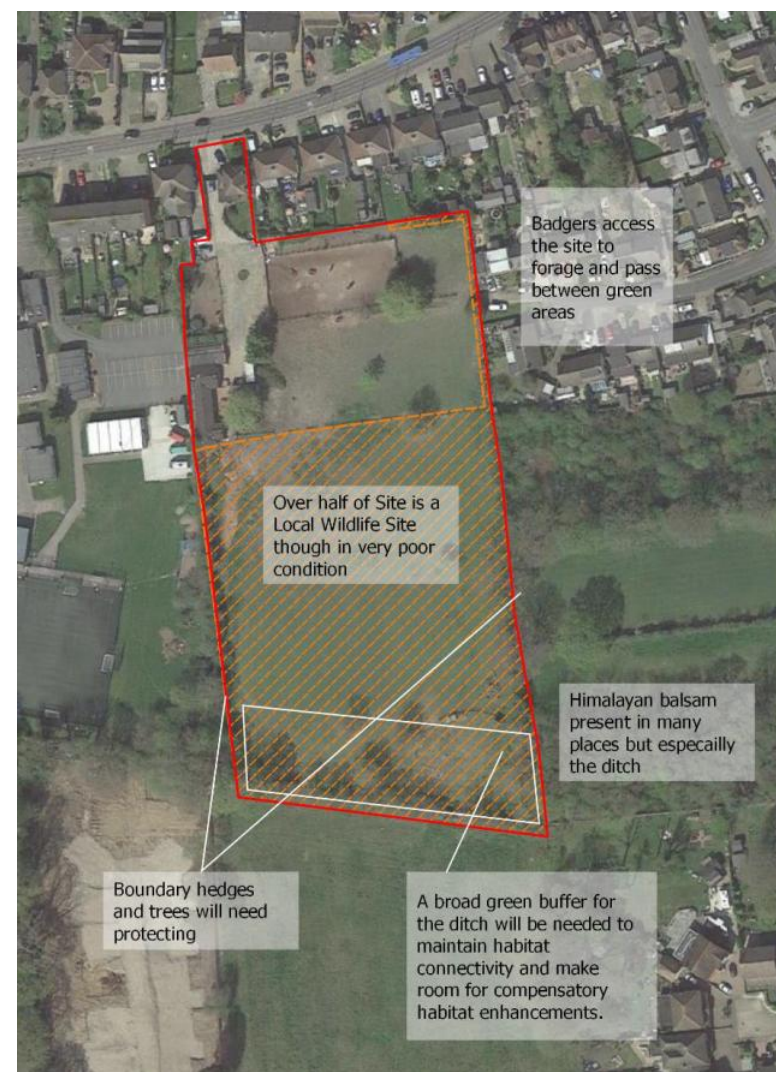 Badgers access
the site to
forage and pass
between green
areas
Over half of Site is a
Local Wildlife Site
though in very poor
condition
Himalayan balsam
present in many
places but especailly
the ditch
Boundary hedges
and trees will need
protecting
A broad green buffer for
the ditch will be needed to
maintain habitat
connectivity and make
room for compensatory
habitat enhancements.